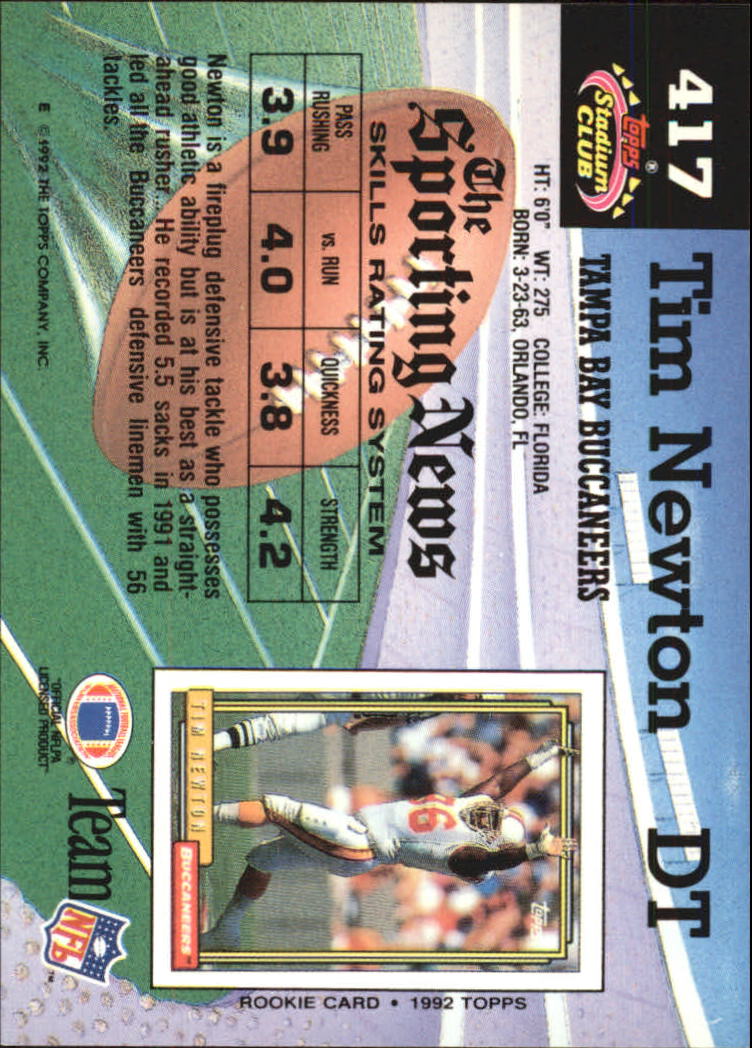 417
Topps®
Stadium
CLUB
Tim Newton DT
TAMPA BAY BUCCANEERS
HT: 6'0" WT: 275 COLLEGE: FLORIDA
BORN: 3-23-63, ORLANDO, FL
The
Sporting News
SKILLS RATING SYSTEM
PASS RUSHING vs. RUN QUICKNESS STRENGTH
3.9 4.0 3.8 4.2
Newton is a fireplug defensive tackle who possesses
good athletic ability but is at his best as a straight-
ahead rusher... He recorded 5.5 sacks in 1991 and
led all the Buccaneers defensive linemen with 56
tackles.
E © 1992 THE TOPPS COMPANY, INC.
Topps
96
TIM NEWTON
BUCCANEERS™
ROOKIE CARD • 1992 TOPPS
PLAYERS
®
"OFFICIAL NFLPA
LICENSED PRODUCT"
Team
NFL™